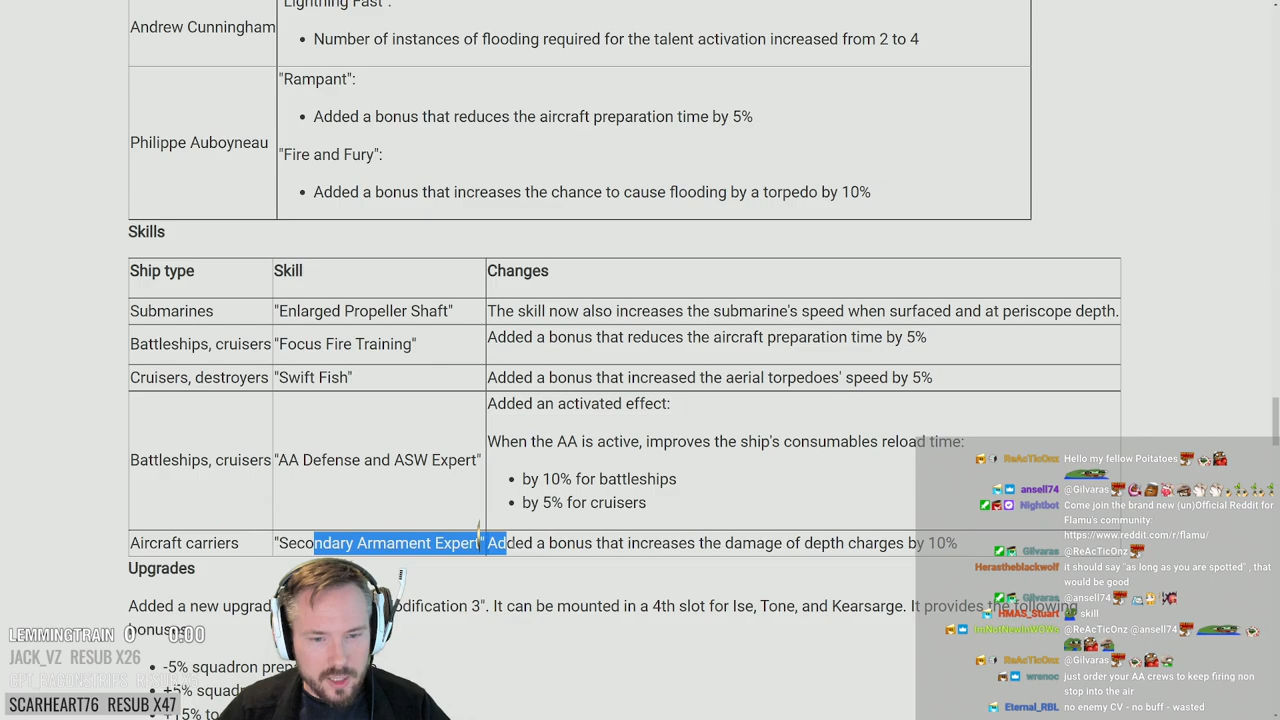 "Lightning Fast":
Andrew Cunningham
Number of instances of flooding required for the talent activation increased from 2 to 4
"Rampant":
Added a bonus that reduces the aircraft preparation time by 5%
Philippe Auboyneau
"Fire and Fury":
Added a bonus that increases the chance to cause flooding by a torpedo by 10%
Skills
Ship type Skill Changes
Submarines "Enlarged Propeller Shaft" The skill now also increases the submarine's speed when surfaced and at periscope depth.
Battleships, cruisers "Focus Fire Training" Added a bonus that reduces the aircraft preparation time by 5%
Cruisers, destroyers "Swift Fish" Added a bonus that increased the aerial torpedoes' speed by 5%
Added an activated effect:
When the AA is active, improves the ship's consumables reload time:
Battleships, cruisers "AA Defense and ASW Expert"
by 10% for battleships
by 5% for cruisers
Aircraft carriers "Secondary Armament Expert" Added a bonus that increases the damage of depth charges by 10%
Upgrades
Added a new upgrad odification 3". It can be mounted in a 4th slot for Ise, Tone, and Kearsarge. It provides the following
bonuses
-5% squadron prep
squad
+15% to
ReAcTicOnz Hello my fellow Poitatoes
ansell74 @Gilvaras
Nightbot Come join the brand new (un)Official Reddit for
Flamu's community:
https://www.reddit.com/r/flamu/
Gilvaras @ReAcTicOnz
Herastheblackwolf it should say "as long as you are spotted" , that
would be good
Gilvaras @ansell74
HMAS_Stuart skill
ImNotNewInWOWs @ReAcTicOnz @ansell74
ReAcTicOnz @Gilvaras
wrenoc just order your AA crews to keep firing non
stop into the air
Eternal_RBL no enemy CV - no buff - wasted
LEMMINGTRAIN 0 0:00
JACK_VZ RESUB X26
SCARHEART76 RESUB X47